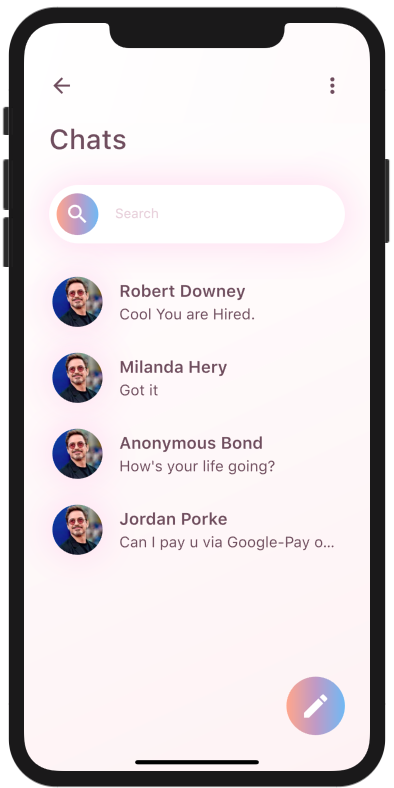 Chats
Search
Robert Downey
Cool You are Hired.
Milanda Hery
Got it
Anonymous Bond
How's your life going?
Jordan Porke
Can I pay u via Google-Pay o...